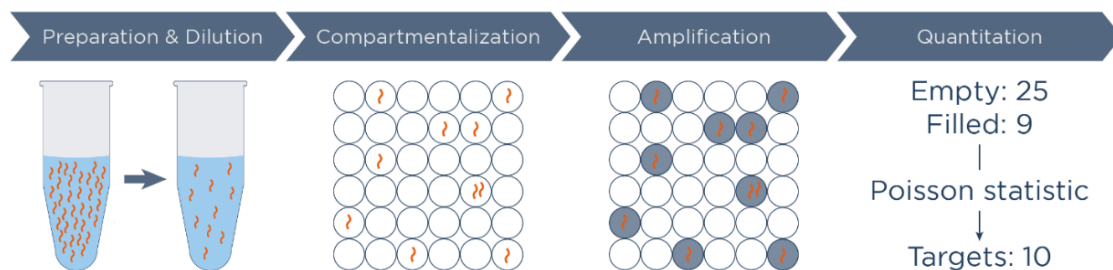 Preparation & Dilution
Compartmentalization
Amplification
Quantitation
Empty: 25
Filled: 9
Poisson statistic
Targets: 10